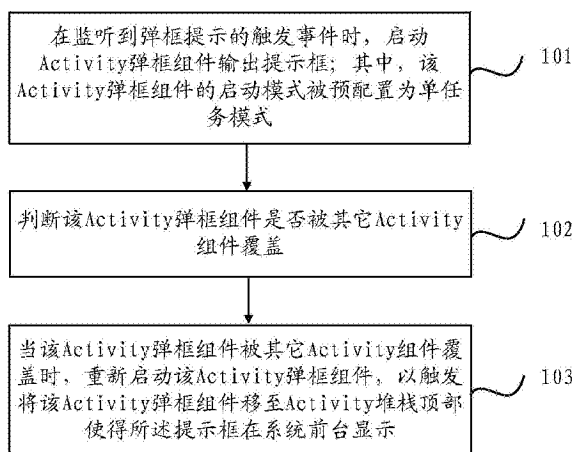 在监听到弹框提示的触发事件时，启动
Activity弹框组件输出提示框；其中，该
Activity弹框组件的启动模式被预配置为单任
务模式
101
判断该Activity弹框组件是否被其它Activity
组件覆盖
102
当该Activity弹框组件被其它Activity组件覆
盖时，重新启动该Activity弹框组件，以触发
将该Activity弹框组件移至Activity堆栈顶部
使得所述提示框在系统前台显示
103